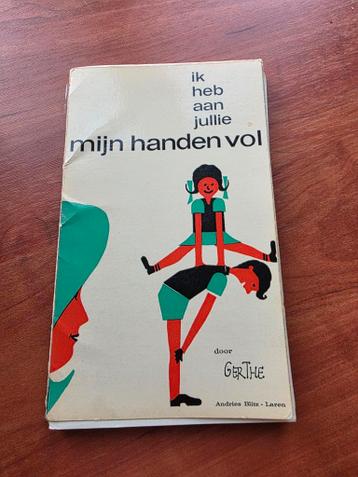 ik
heb
aan
jullie
mijn handen vol
door
GERTHE
Andries Blitz - Laren